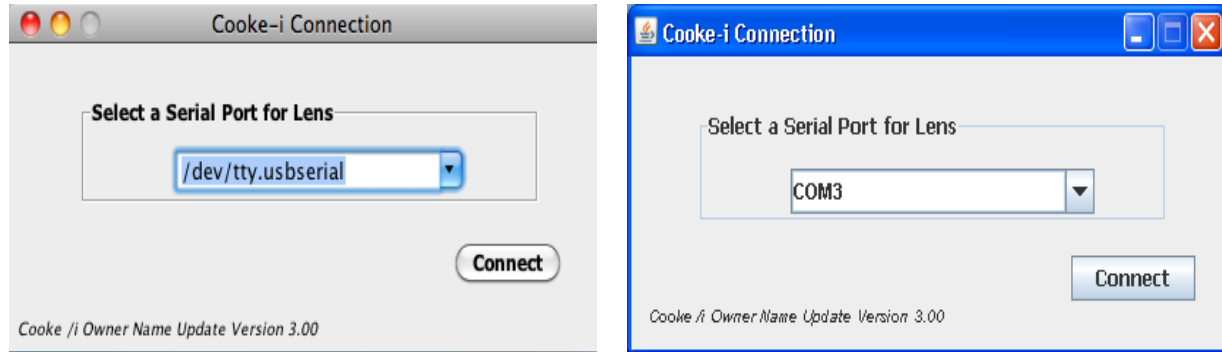 Cooke-i Connection
Select a Serial Port for Lens
/dev/tty.usbserial
Connect
Cooke /i Owner Name Update Version 3.00
Cooke-i Connection
Select a Serial Port for Lens
COM3
Connect
Cooke /i Owner Name Update Version 3.00